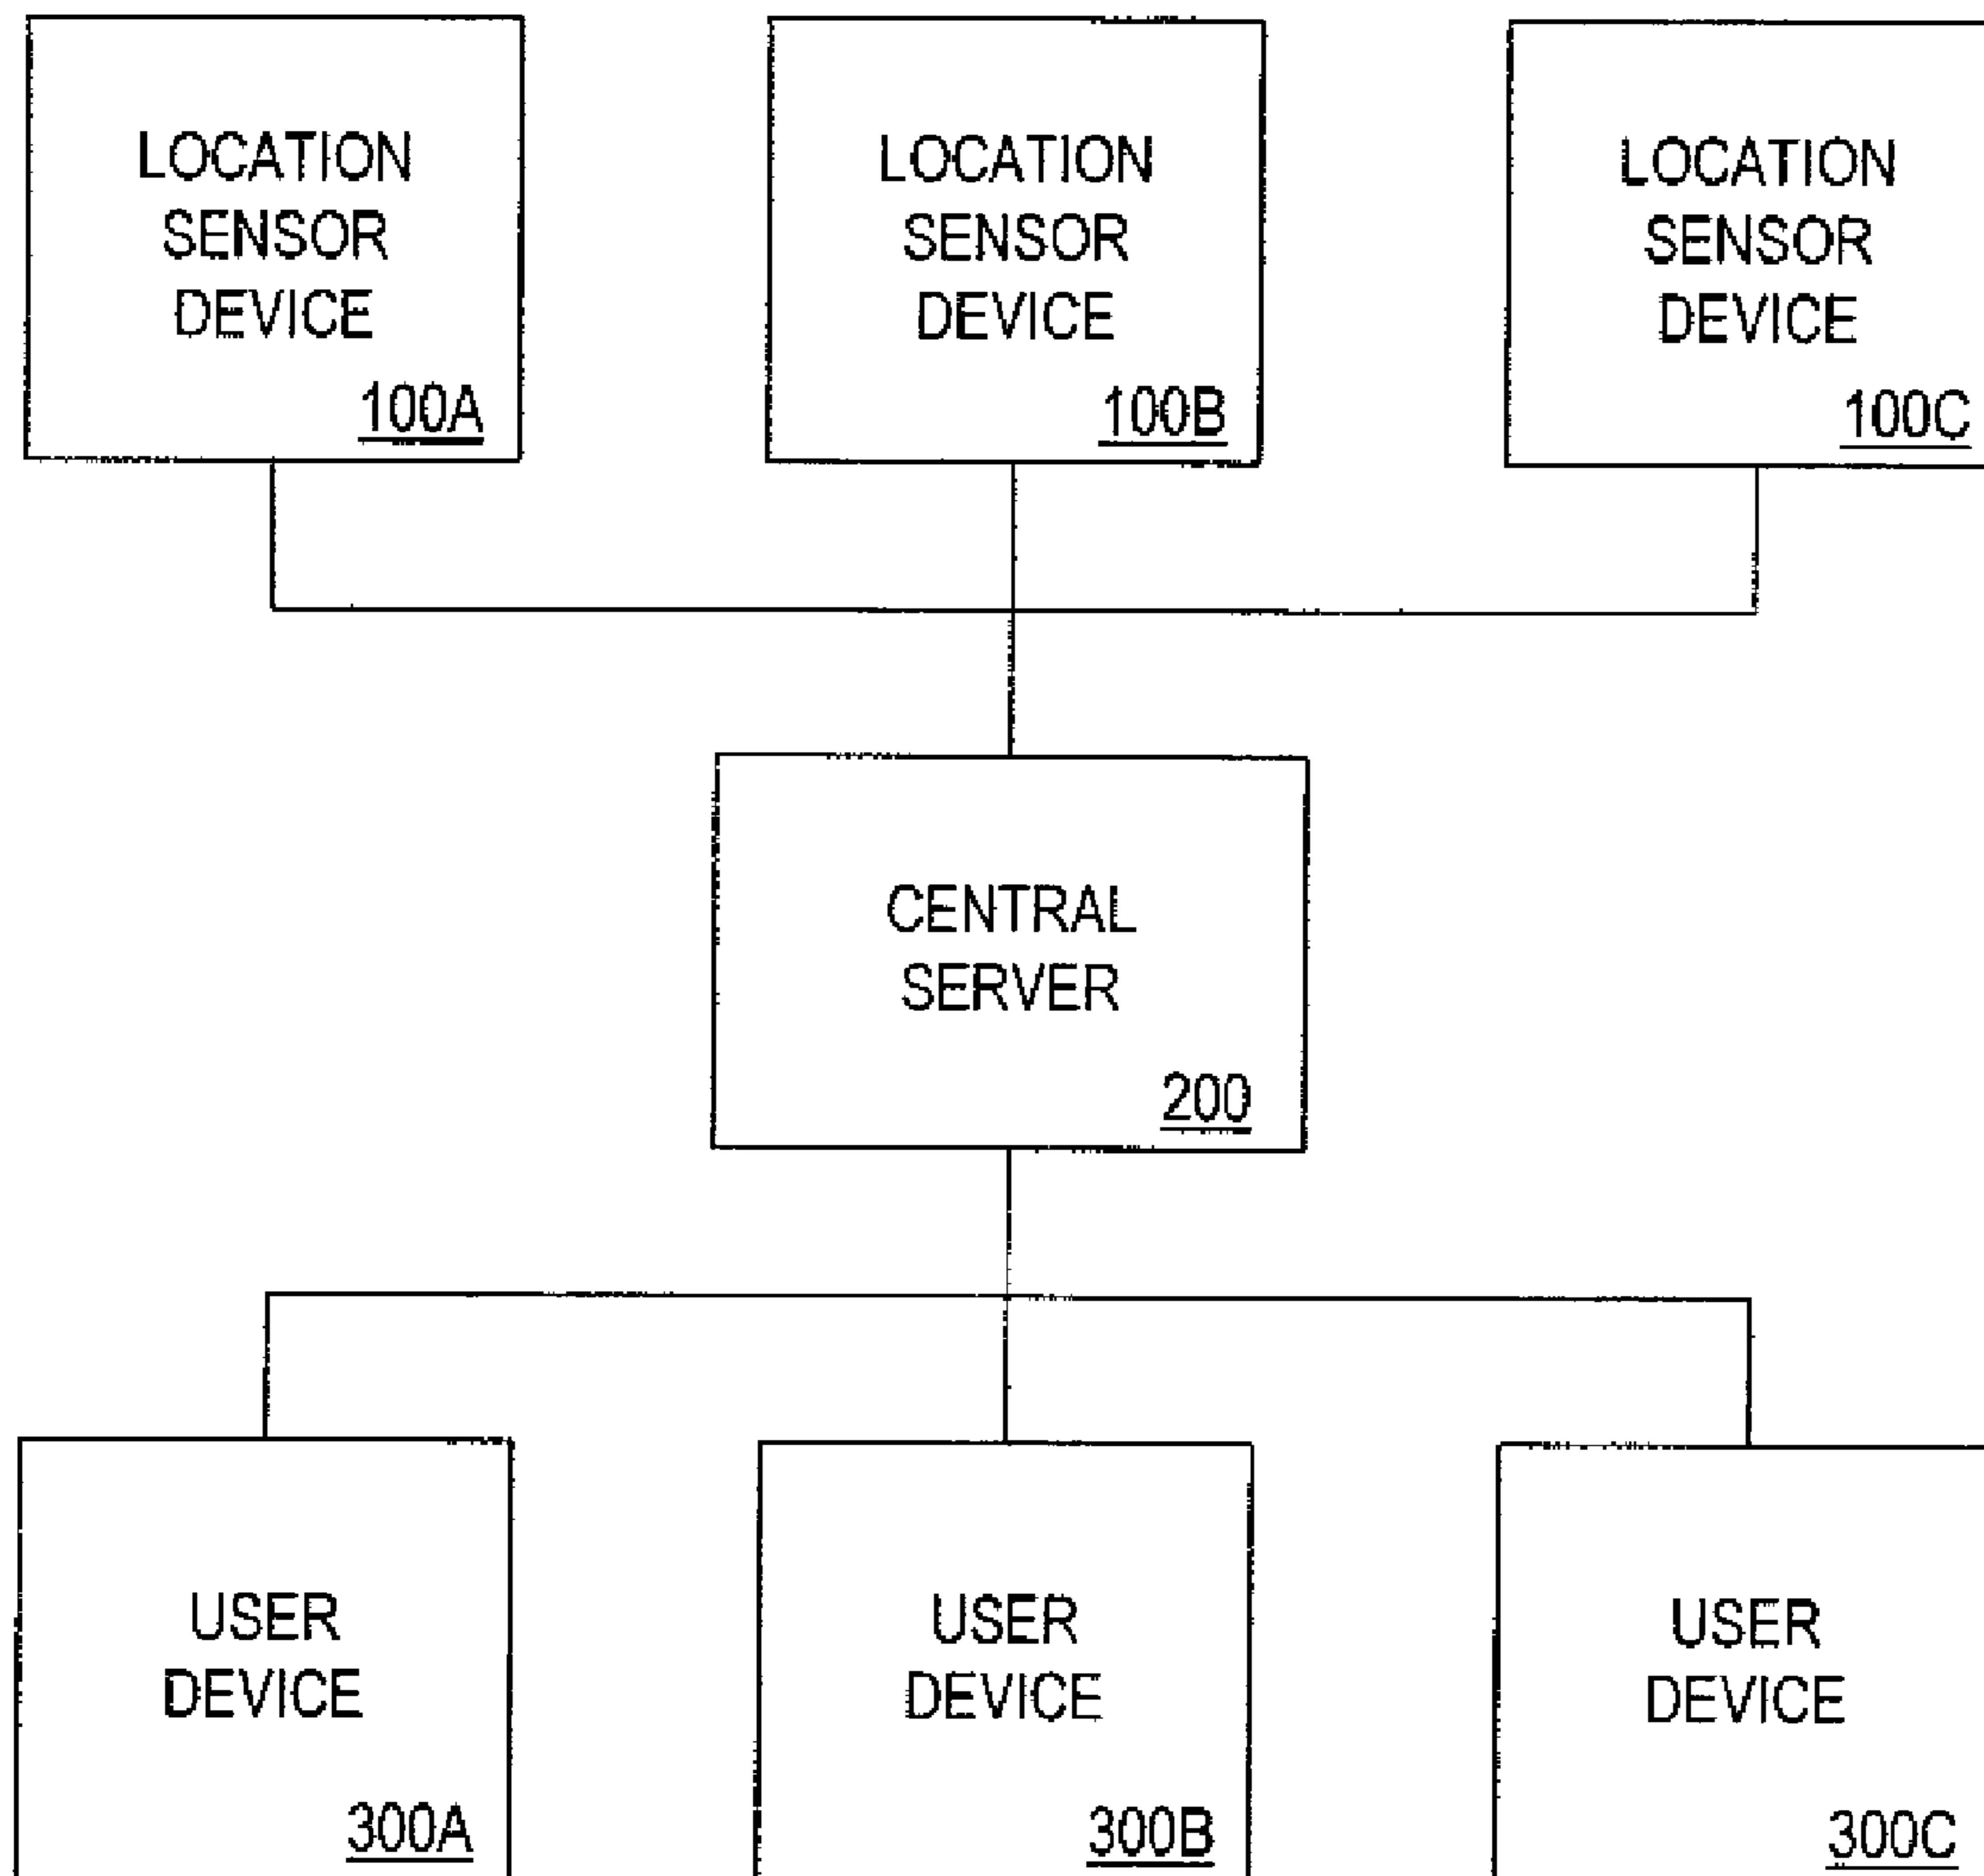 LOCATION
SENSOR
DEVICE
100A
LOCATION
SENSOR
DEVICE
100B
LOCATION
SENSOR
DEVICE
100C
CENTRAL
SERVER
200
USER
DEVICE
300A
USER
DEVICE
300B
USER
DEVICE
300C